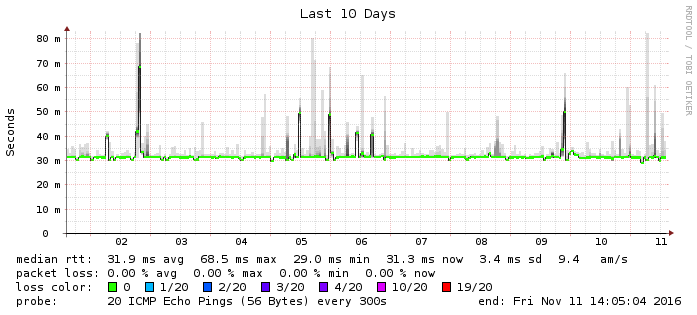 Last 10 Days
RRDTOOL / TOBI OETIKER
Seconds
80 m
70 m
60 m
50 m
40 m
30 m
20 m
10 m
0
02 03 04 05 06 07 08 09 10 11
median rtt: 31.9 ms avg 68.5 ms max 29.0 ms min 31.3 ms now 3.4 ms sd 9.4 am/s
packet loss: 0.00 % avg 0.00 % max 0.00 % min 0.00 % now
loss color: 0 1/20 2/20 3/20 4/20 10/20 19/20
probe: 20 ICMP Echo Pings (56 Bytes) every 300s end: Fri Nov 11 14:05:04 2016